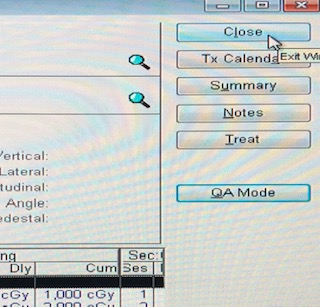 Close
Tx Calenda
Exit Wi
Summary
Notes
Treat
QA Mode
Vertical:
Lateral:
tudinal:
Angle:
edestal:
ng Sec:
Dly Cum Ses
cGy 1,000 cGy 1